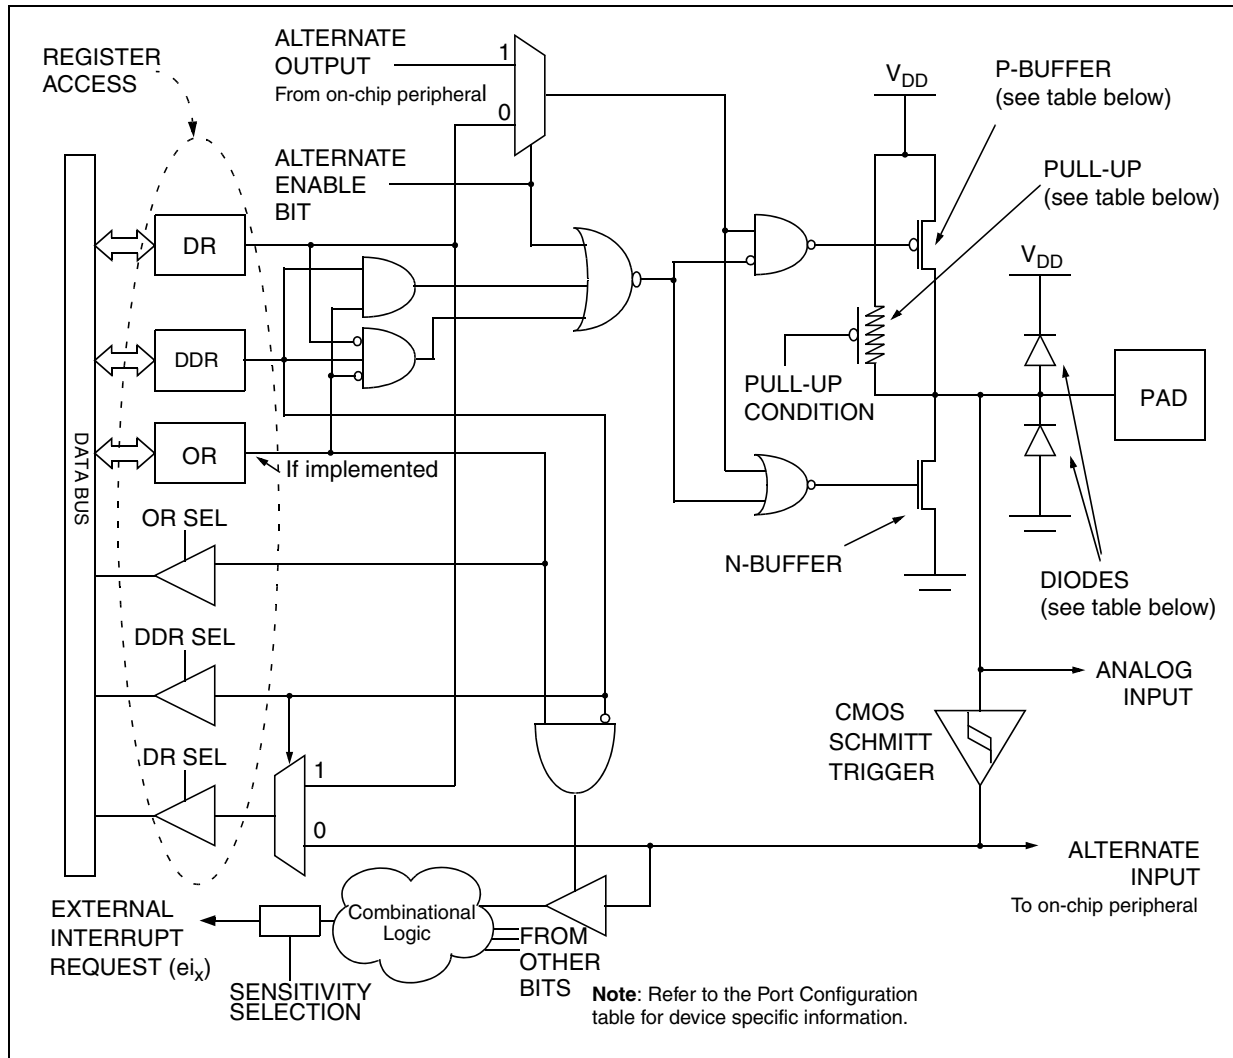 REGISTER
ACCESS
ALTERNATE
OUTPUT
From on-chip peripheral
1
0
ALTERNATE
ENABLE
BIT
VDD
P-BUFFER
(see table below)
PULL-UP
(see table below)
VDD
DR
DDR
OR
If implemented
DATA BUS
PULL-UP
CONDITION
PAD
N-BUFFER
DIODES
(see table below)
OR SEL
DDR SEL
DR SEL
1
0
ANALOG
INPUT
CMOS
SCHMITT
TRIGGER
ALTERNATE
INPUT
To on-chip peripheral
EXTERNAL
INTERRUPT
REQUEST (eix)
Combinational
Logic
SENSITIVITY
SELECTION
FROM
OTHER
BITS
Note: Refer to the Port Configuration
table for device specific information.